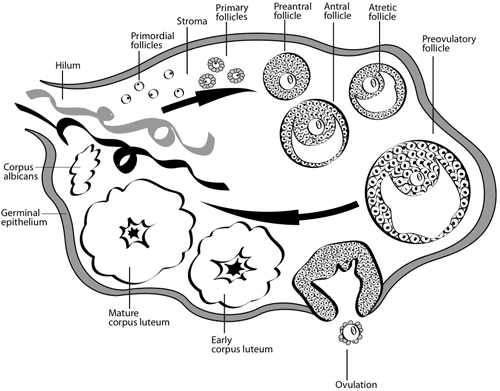 Primordial
follicles
Stroma
Primary
follicles
Preantral
follicle
Antral
follicle
Atretic
follicle
Preovulatory
follicle
Hilum
Corpus
albicans
Germinal
epithelium
Mature
corpus luteum
Early
corpus luteum
Ovulation